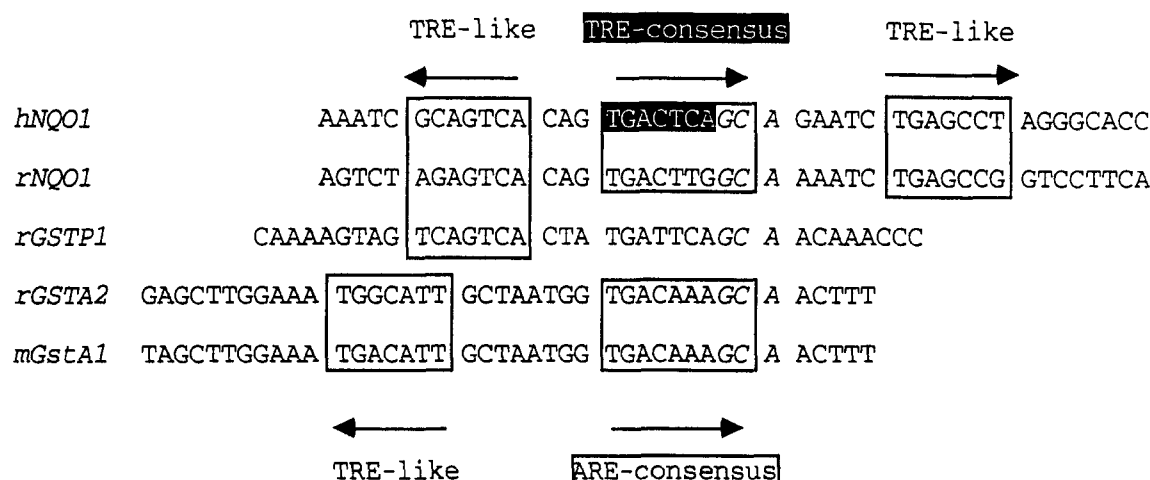 TRE-like TRE-consensus TRE-like
hNQO1 AAATC GCAGTCA CAG TGACTCAGC A GAATC TGAGCCT AGGGCACC
rNQO1 AGTCT AGAGTCA CAG TGACTTGGC A AAATC TGAGCCG GTCCTTCA
rGSTP1 CAAAAGTAG TCAGTCA CTA TGATTCAGC A ACAAACCC
rGSTA2 GAGCTTGGAAA TGGCATT GCTAATGG TGACAAAGC A ACTTT
mGstA1 TAGCTTGGAAA TGACATT GCTAATGG TGACAAAGC A ACTTT
TRE-like ARE-consensus